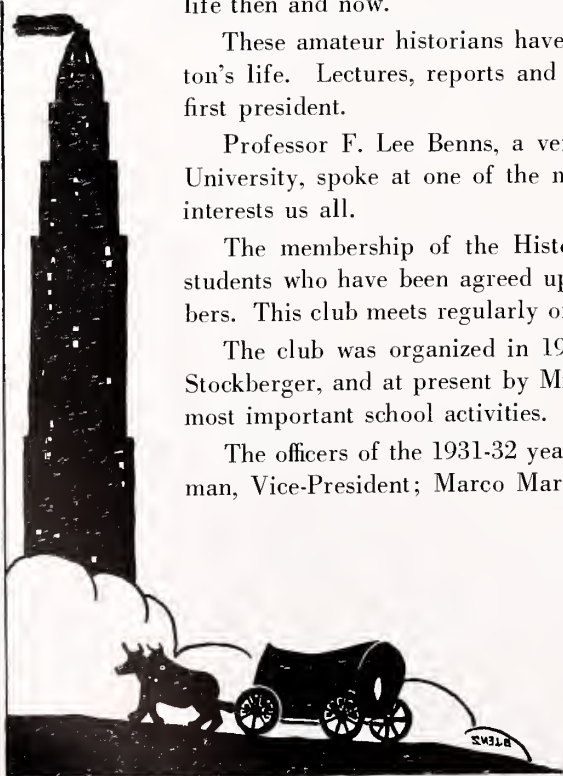 life then and now.
These amateur historians have
ton's life. Lectures, reports and
first president.
Professor F. Lee Benns, a ve
University, spoke at one of the n
interests us all.
The membership of the Histo
students who have been agreed up
bers. This club meets regularly o
The club was organized in 19
Stockberger, and at present by M
most important school activities.
The officers of the 1931-32 yea
man, Vice-President; Marco Mar